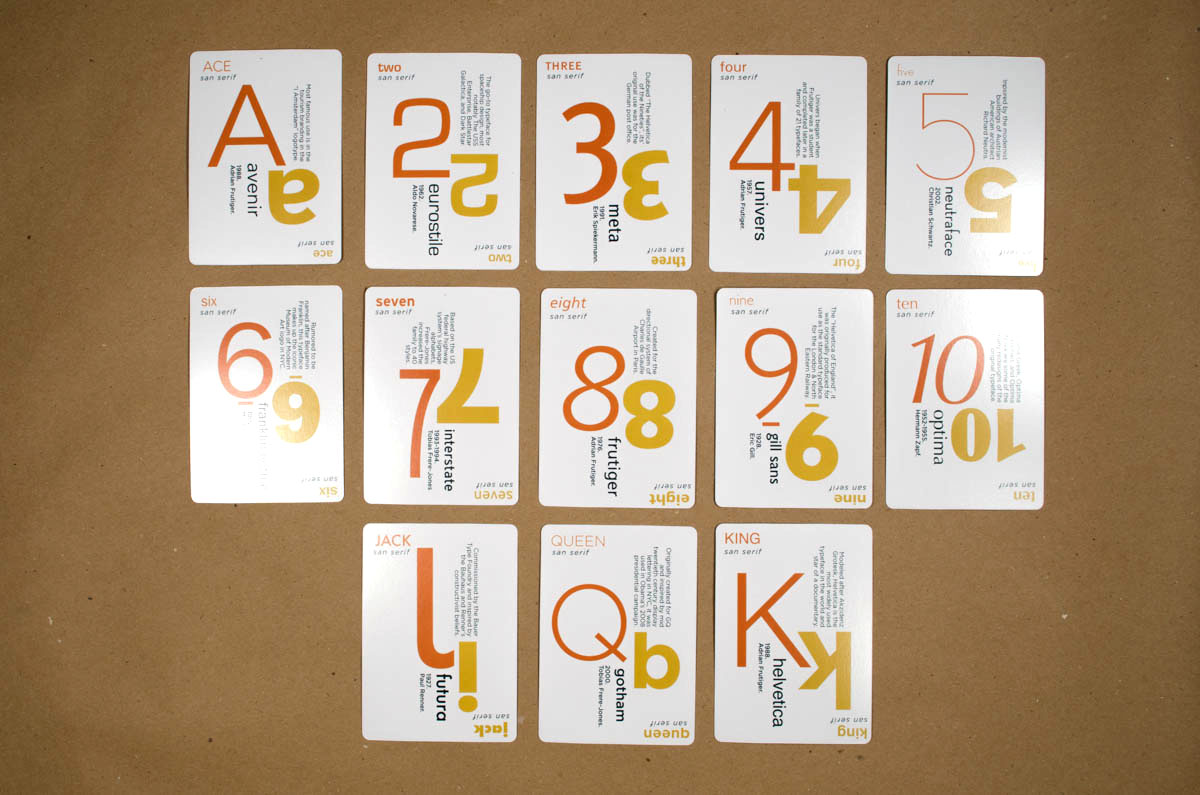 ACE
san serif
A
Most famous use is in the
tourism branding in the
"I Amsterdam" logotype.
avenir
1988.
Adrian Frutiger.
a
san serif
ace
two
san serif
2
The go-to typeface for
spaceship design, most
notably The USS
Enterprise, Battlestar
Galactica, and Dark Star.
eurostile
1962.
Aldo Novarese.
2
san serif
two
THREE
san serif
3
Dubbed "The Helvetica
of the Nineties", its'
original use was for the
German post office.
meta
1991.
Erik Spiekermann.
3
san serif
three
four
san serif
4
Univers began when
Frutiger was a student
and completed later in a
family of 21 typefaces.
univers
1957.
Adrian Frutiger.
4
san serif
four
five
san serif
5
Inpuired by the modernist
buildings of Austrian
American architect
Richard Neutra.
neutraface
2002.
Christian Schwartz.
5
san serif
six
san serif
6
Rumored to be
named after Benjamin
Franklin this typeface
makes up the iconic
Museum of Modern
Art logo in NYC.
6
san serif
six
seven
san serif
7
Based on the US
federal highway
system's signage
alphabets,
Frere-Jones
increased the
family to 40
styles.
interstate
1993-1994.
Tobias Frere-Jones
7
san serif
seven
eight
san serif
8
Created for the
directional system of
Charles de Gaulle
Airport in Paris.
frutiger
1976.
Adrian Frutiger.
8
san serif
eight
nine
san serif
9
The "Helvetica of England", it
was originally produced for
use as the standard typeface
for the London & North
Eastern Railway.
gill sans
1928.
Eric Gill.
9
san serif
nine
ten
san serif
10
Optima
original typeface.
optima
1952-1955.
Hermann Zapf.
10
san serif
ten
JACK
san serif
J
Commissioned by the Bauer
Type Foundry and inspired by
the Bauhaus and Renner's
constructivist beliefs.
futura
1927.
Paul Renner.
j
san serif
jack
QUEEN
san serif
Q
Originally created for GQ
and inspired by mid
twentieth century display
lettering in NYC, it was
used in Obama's 2008
presidential campaign.
gotham
2000.
Tobias Frere-Jones.
q
san serif
queen
KING
san serif
K
Modeled after Akzidenz
Grotesk, Helvetica is the
most widely used
typeface in the world and
star of a documentary.
helvetica
1988.
Adrian Frutiger.
k
san serif
king